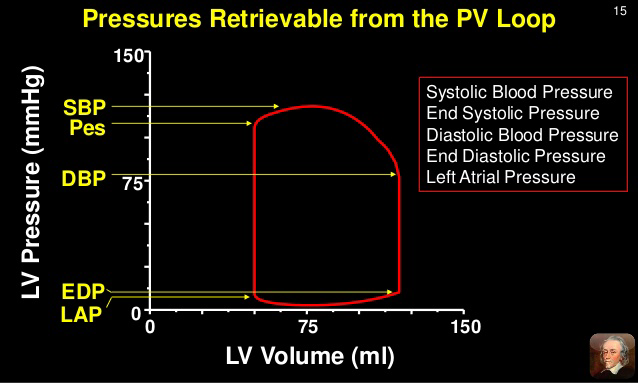 15
Pressures Retrievable from the PV Loop
LV Pressure (mmHg)
150
75
0
SBP
Pes
DBP
EDP
LAP
Systolic Blood Pressure
End Systolic Pressure
Diastolic Blood Pressure
End Diastolic Pressure
Left Atrial Pressure
0 75 150
LV Volume (ml)